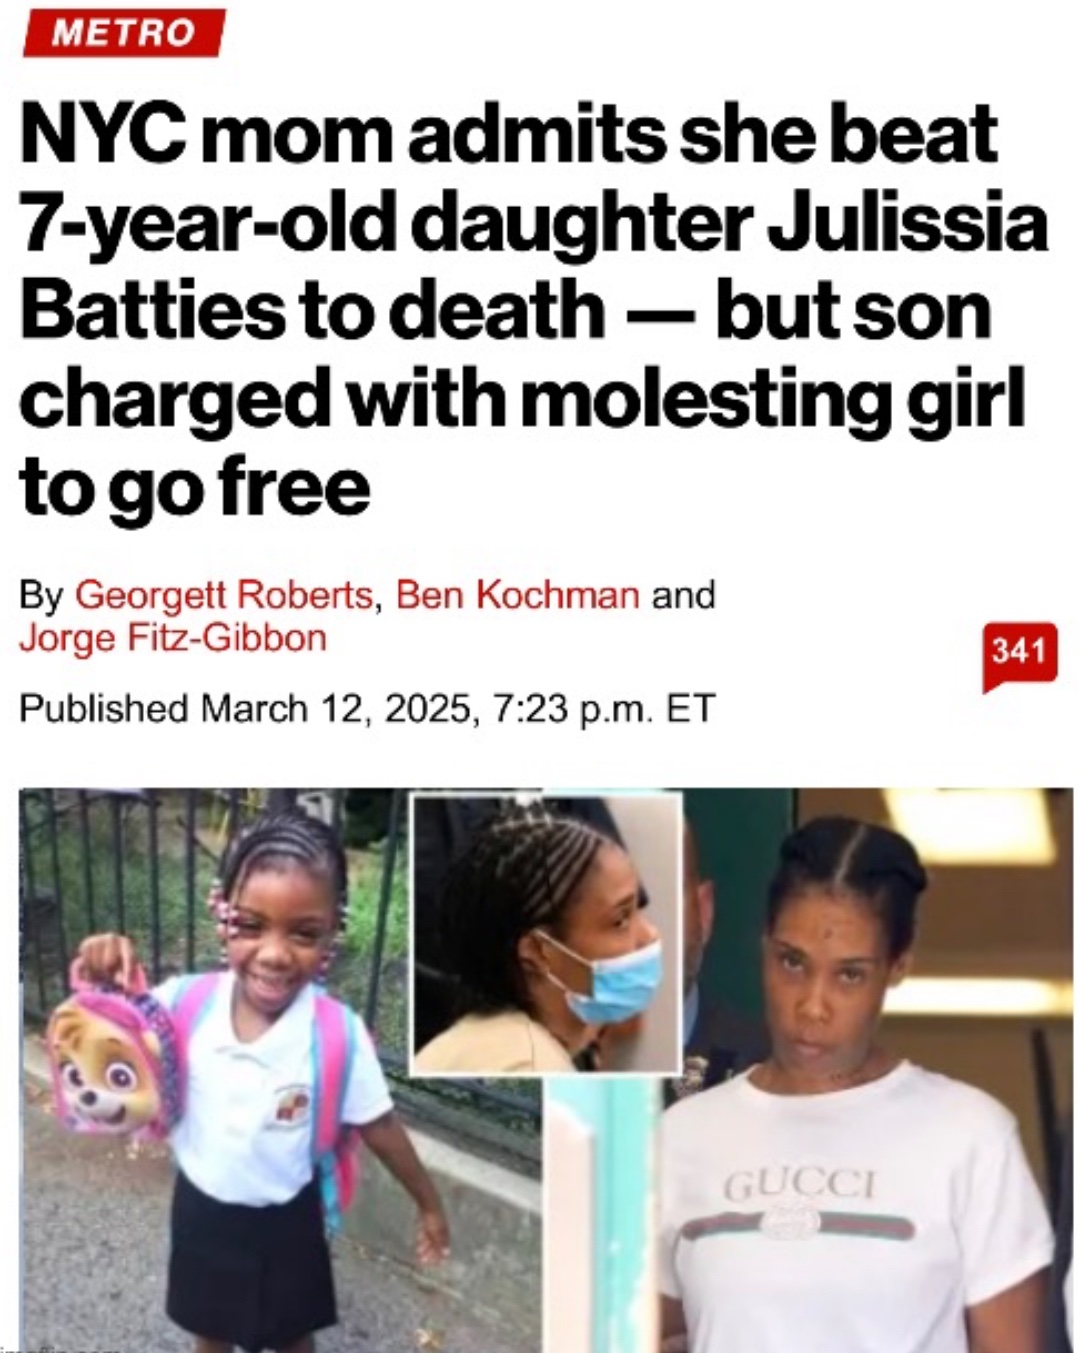 METRO
NYC mom admits she beat
7-year-old daughter Julissia
Batties to death — but son
charged with molesting girl
to go free
By Georgett Roberts, Ben Kochman and
Jorge Fitz-Gibbon
341
Published March 12, 2025, 7:23 p.m. ET
GUCCI